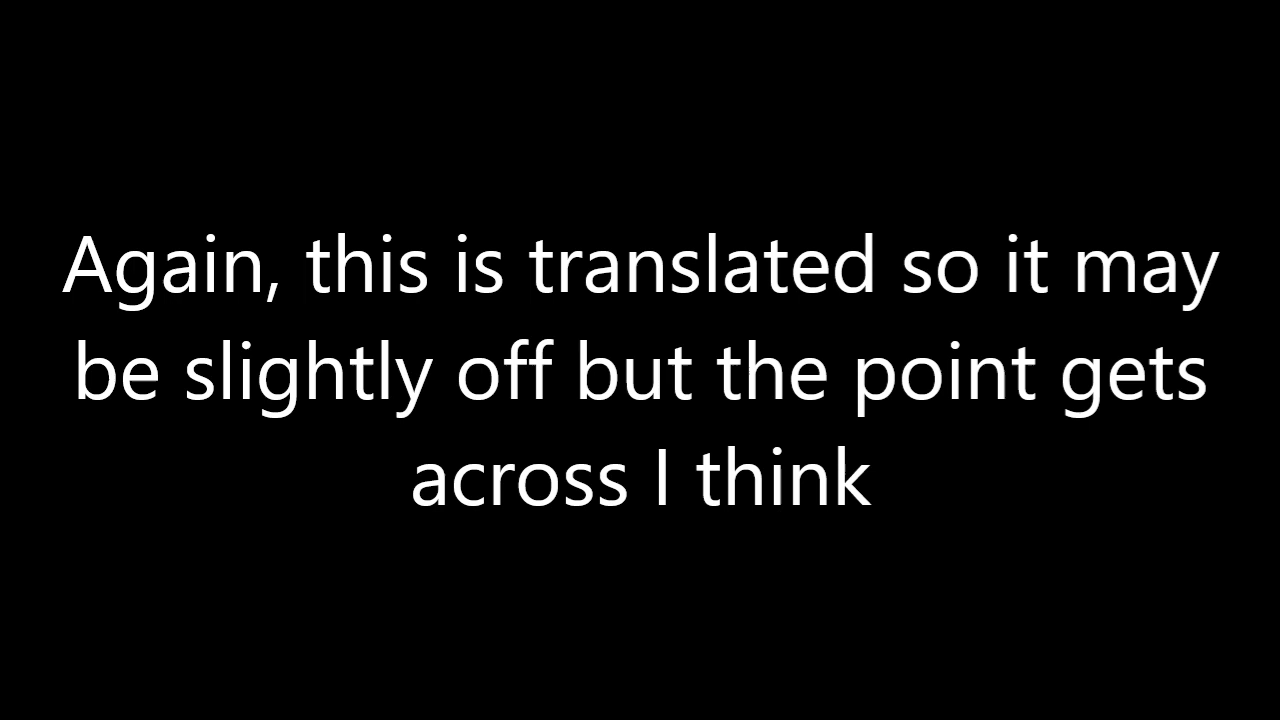 Again, this is translated so it may
be slightly off but the point gets
across I think